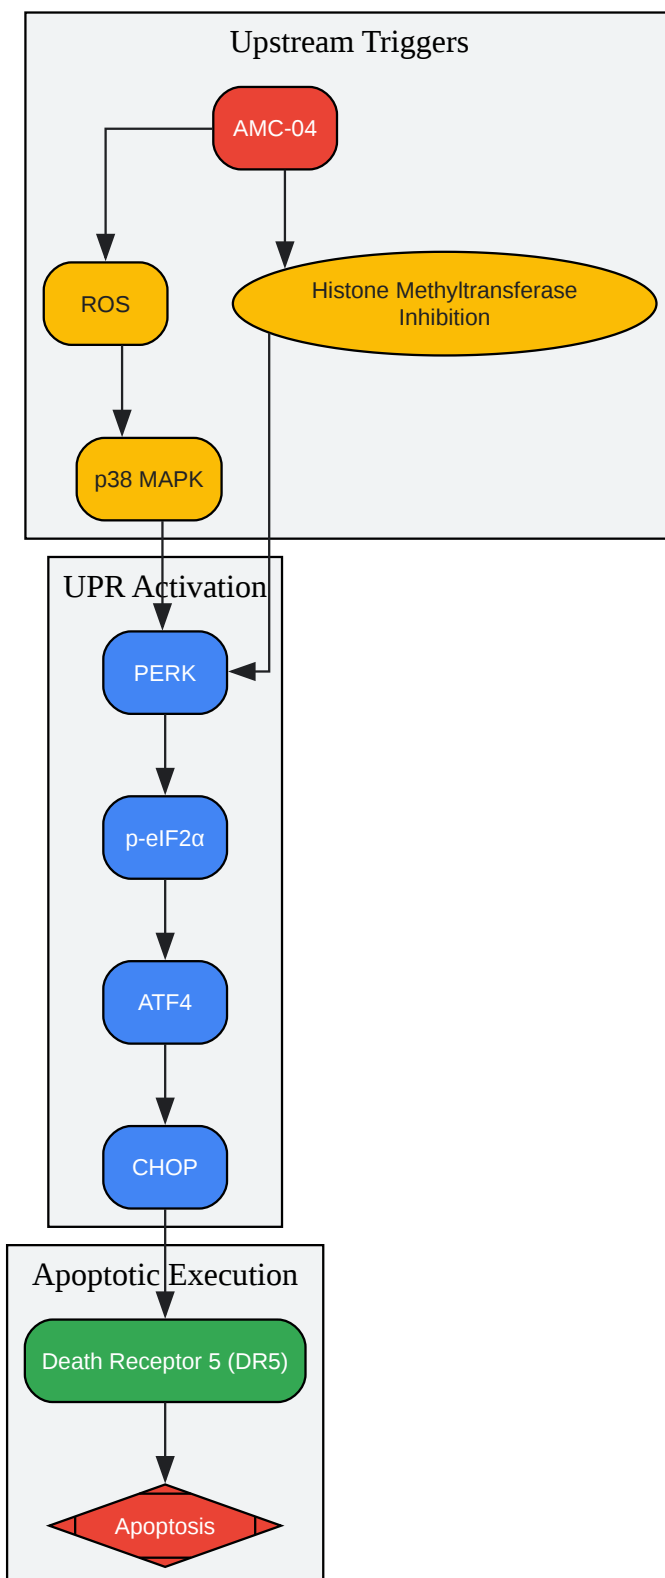 Upstream Triggers
AMC-04
ROS
Histone Methyltransferase
Inhibition
p38 MAPK
UPR Activation
PERK
p-eIF2α
ATF4
CHOP
Apoptotic Execution
Death Receptor 5 (DR5)
Apoptosis